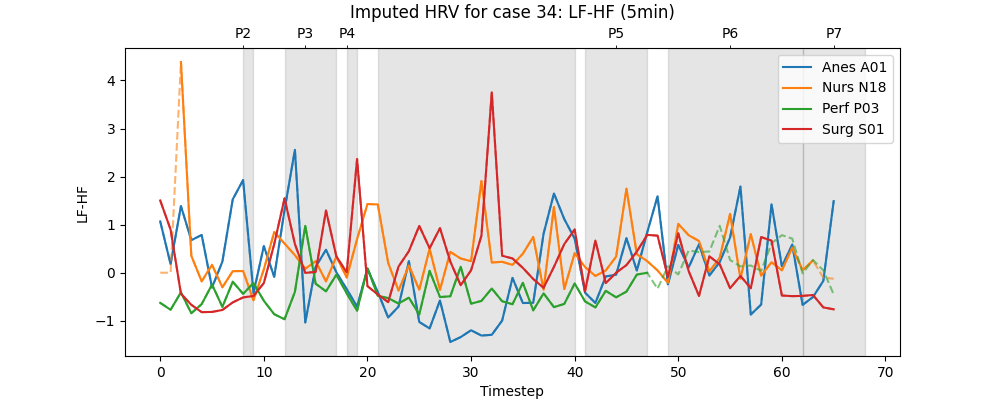 Imputed HRV for case 34: LF-HF (5min)
P2 P3 P4 P5 P6 P7
Anes A01
Nurs N18
Perf P03
Surg S01
LF-HF
4
3
2
1
0
−1
0 10 20 30 40 50 60 70
Timestep